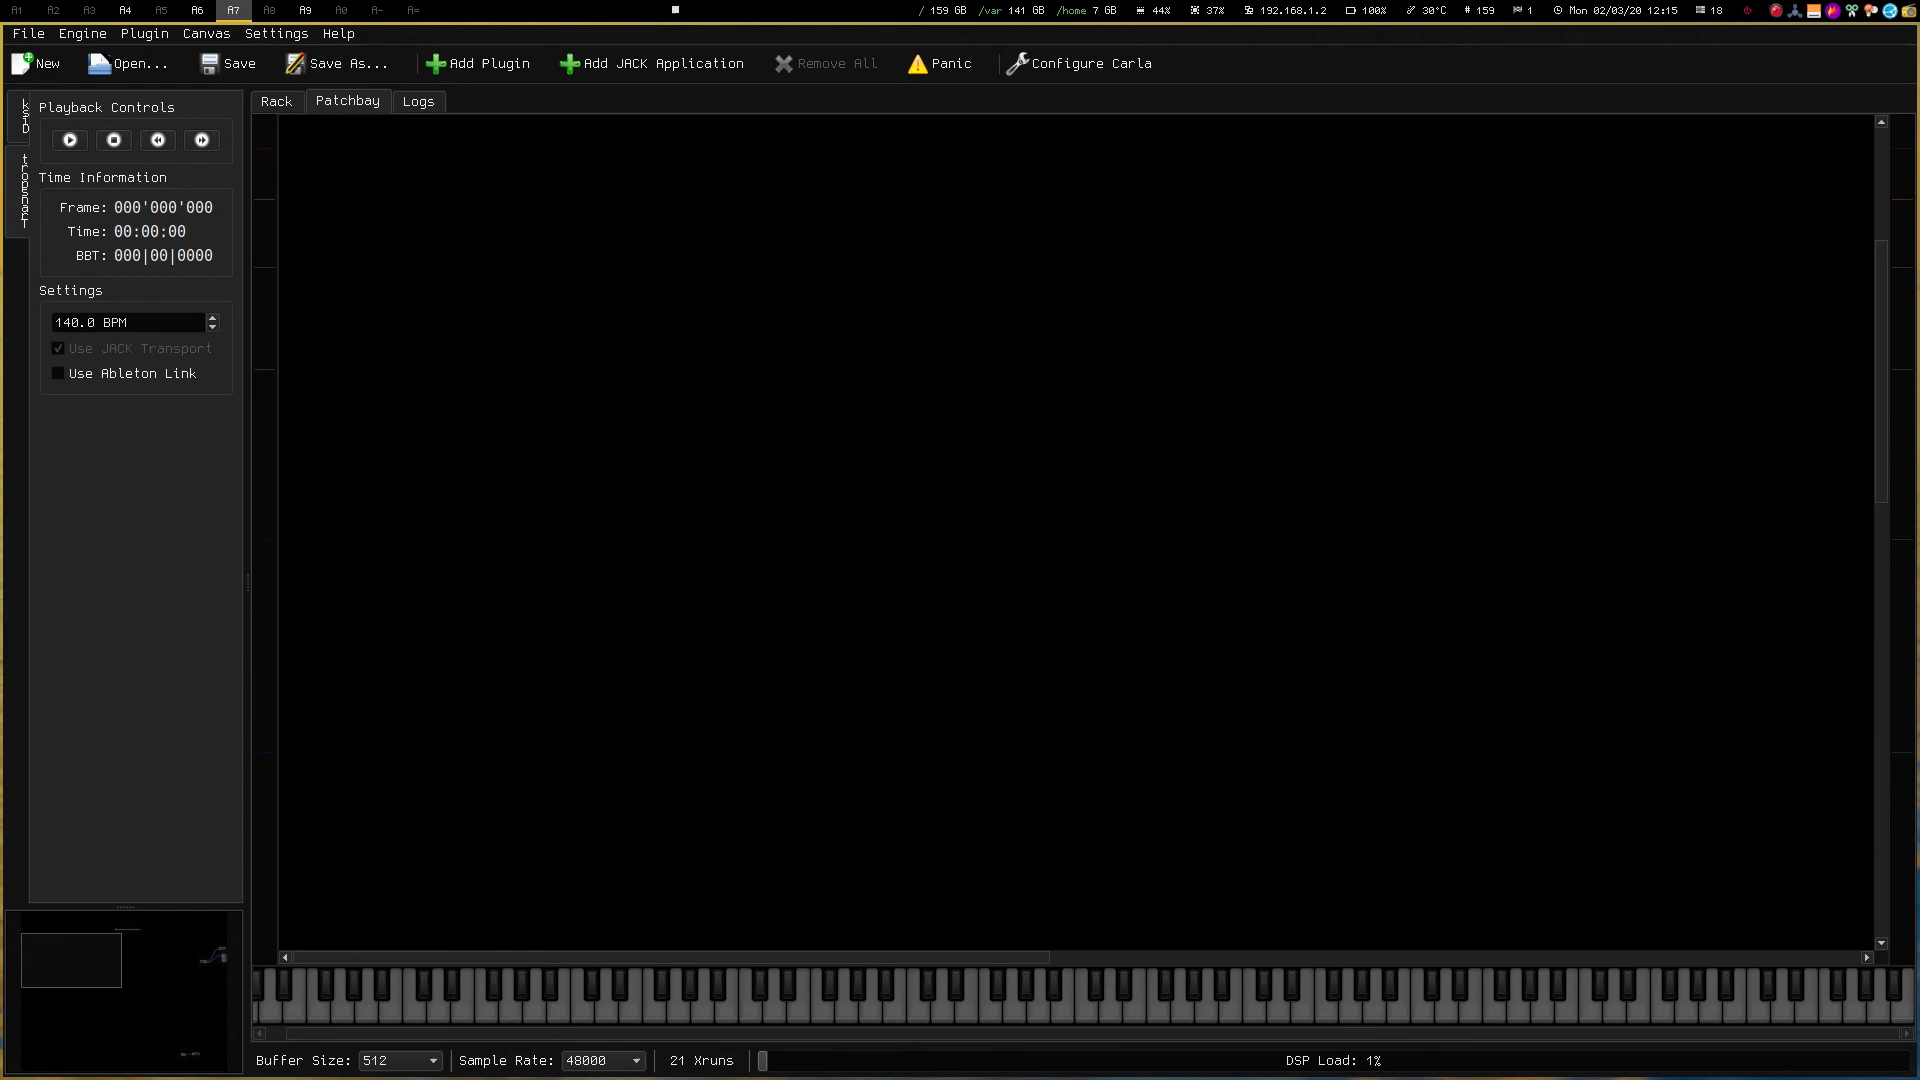 A1 A2 A3 A4 A5 A6 A7 A8 A9 A0 A- A= / 159 GB /var 141 GB /home 7 GB 44% 37% 192.168.1.2 100% 30°C # 159 1 Mon 02/03/20 12:15 18
File Engine Plugin Canvas Settings Help
New Open... Save Save As... Add Plugin Add JACK Application Remove All Panic Configure Carla
Disk
Transport
Playback Controls
Time Information
Frame: 000'000'000
Time: 00:00:00
BBT: 000|00|0000
Settings
140.0 BPM
Use JACK Transport
Use Ableton Link
Rack Patchbay Logs
Buffer Size: 512 Sample Rate: 48000 21 Xruns DSP Load: 1%